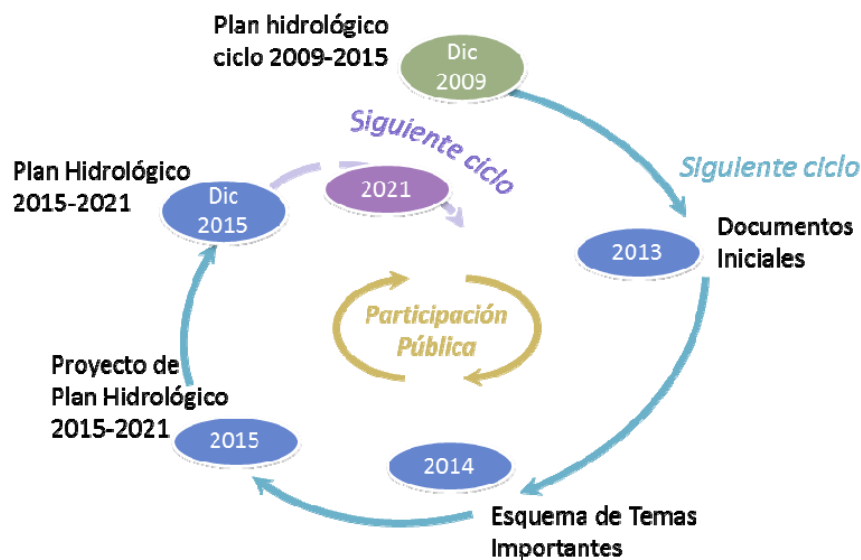 Plan hidrológico
ciclo 2009-2015
Dic
2009
Siguiente ciclo
Siguiente ciclo
Plan Hidrológico
2015-2021
Dic
2015
2021
2013
Documentos
Iniciales
Participación
Pública
Proyecto de
Plan Hidrológico
2015-2021
2015
2014
Esquema de Temas
Importantes